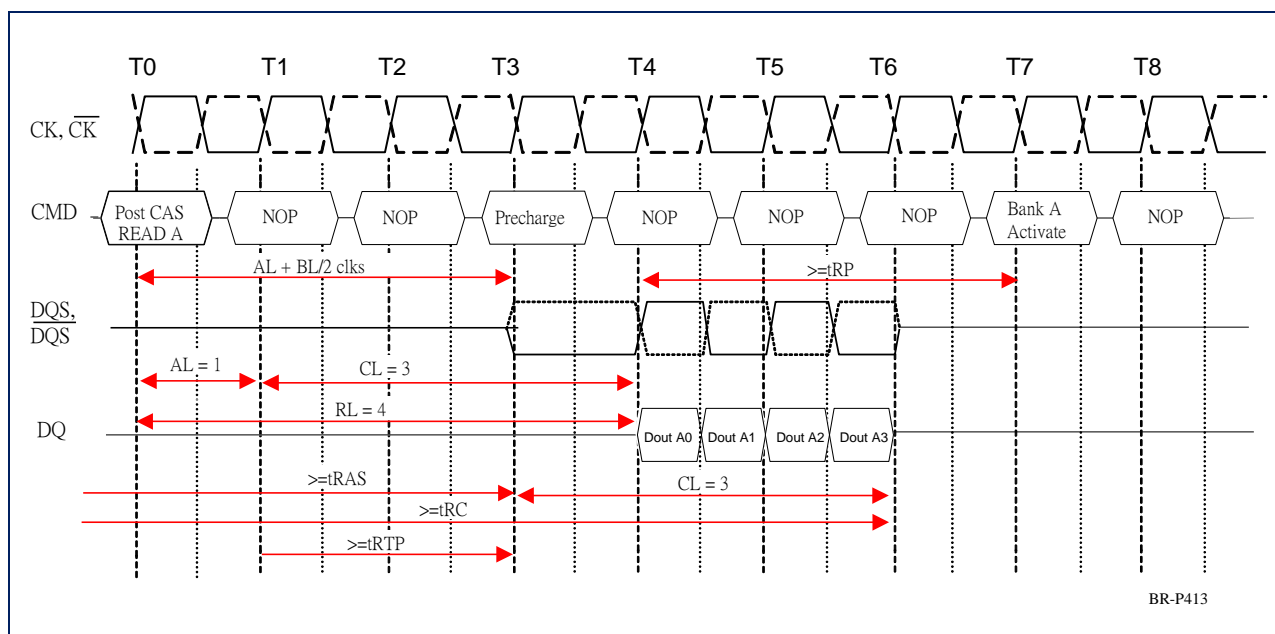 T0 T1 T2 T3 T4 T5 T6 T7 T8
CK, CK
CMD
Post CAS
READ A
NOP
NOP
Precharge
NOP
NOP
NOP
Bank A
Activate
NOP
AL + BL/2 clks
>=tRP
DQS,
DQS
AL = 1
CL = 3
RL = 4
DQ
Dout A0
Dout A1
Dout A2
Dout A3
>=tRAS
CL = 3
>=tRC
>=tRTP
BR-P413